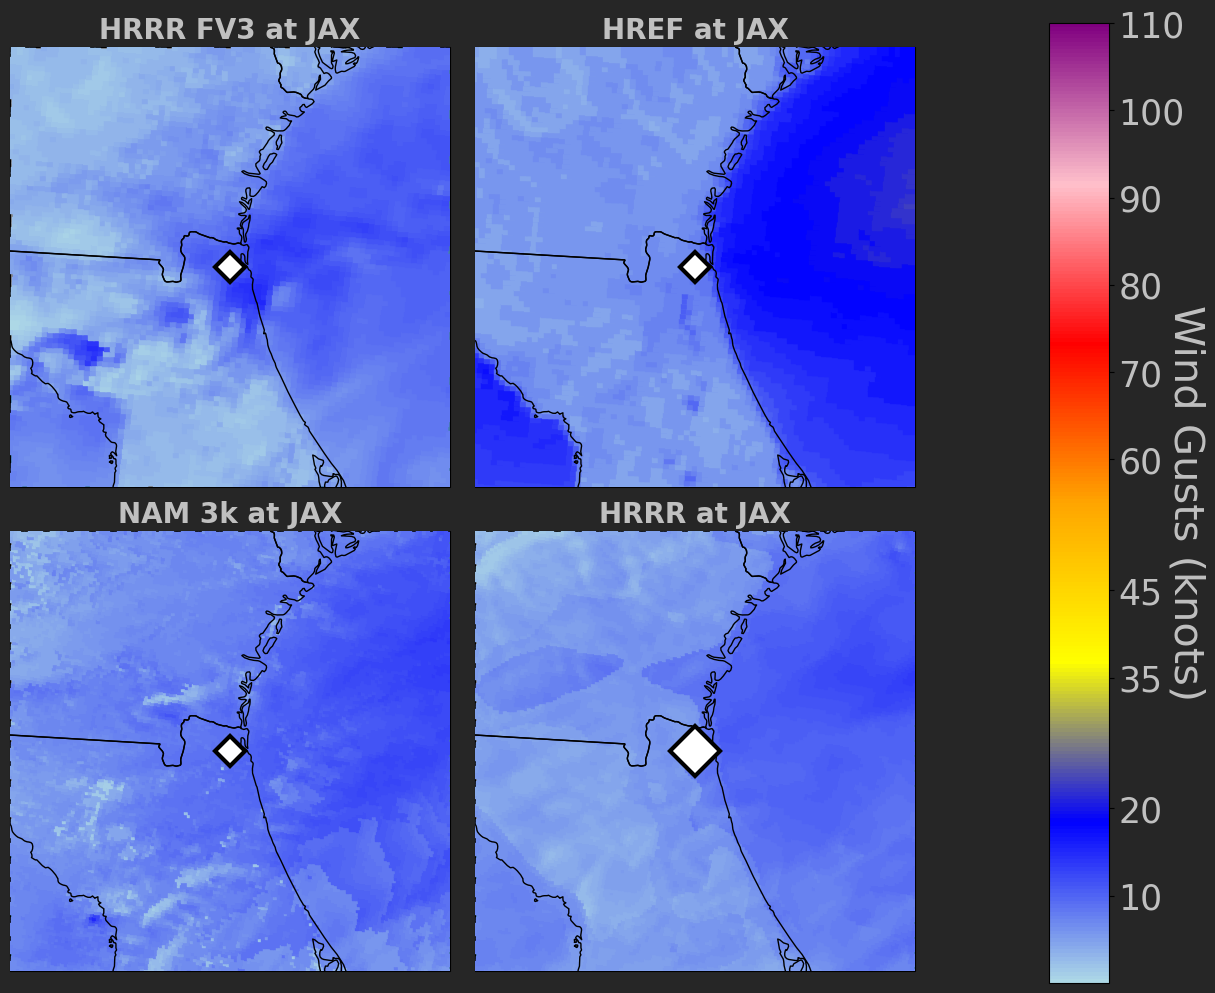 HRRR FV3 at JAX
HREF at JAX
NAM 3k at JAX
HRRR at JAX
110
100
90
80
70
60
45
35
20
10
Wind Gusts (knots)